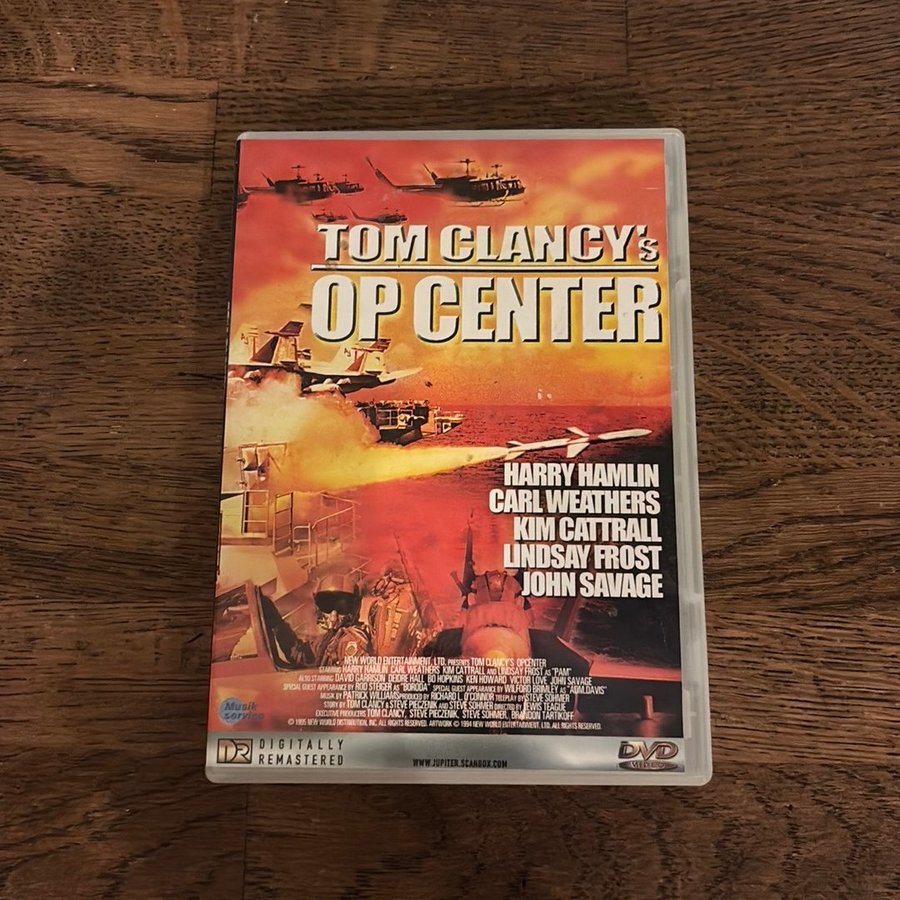 TOM CLANCY's
OP CENTER
HARRY HAMLIN
CARL WEATHERS
KIM CATTRALL
LINDSAY FROST
JOHN SAVAGE
NEW WORLD ENTERTAINMENT, LTD. PRESENTS TOM CLANCY'S OPCENTER
STARRING HARRY HAMLIN CARL WEATHERS KIM CATTRALL AND LINDSAY FROST AS "PAM"
ALSO STARRING DAVID GARRISON, DEIDRE HALL, BO HOPKINS, KEN HOWARD, VICTOR LOVE, JOHN SAVAGE
SPECIAL GUEST APPEARANCE BY ROD STEIGER AS "BORODA" SPECIAL GUEST APPEARANCE BY WILFORD BRIMLEY AS "ADM.DAVIS"
MUSIK BY PATRICK WILLIAMS PRODUCED BY RICHARD L. O'CONNOR TELEPLAY BY STEVE SOHMER
STORY BY TOM CLANCY & STEVE PIECZENIK AND STEVE SOHMER DIRECTED BY LEWIS TEAGUE
EXECUTIVE PRODUCERS TOM CLANCY, STEVE PIECZENIK, STEVE SOHMER, BRANDON TARTIKOFF
© 1995 NEW WORLD DISTRIBUTION, INC. ALL RIGHTS RESERVED. ARTWORK © 1994 NEW WORLD ENTERTAINMENT, LTD. ALL RIGHTS RESERVED.
Musik
service
DR DIGITALLY
REMASTERED
WWW.JUPITER.SCANBOX.COM
DVD
VIDEO